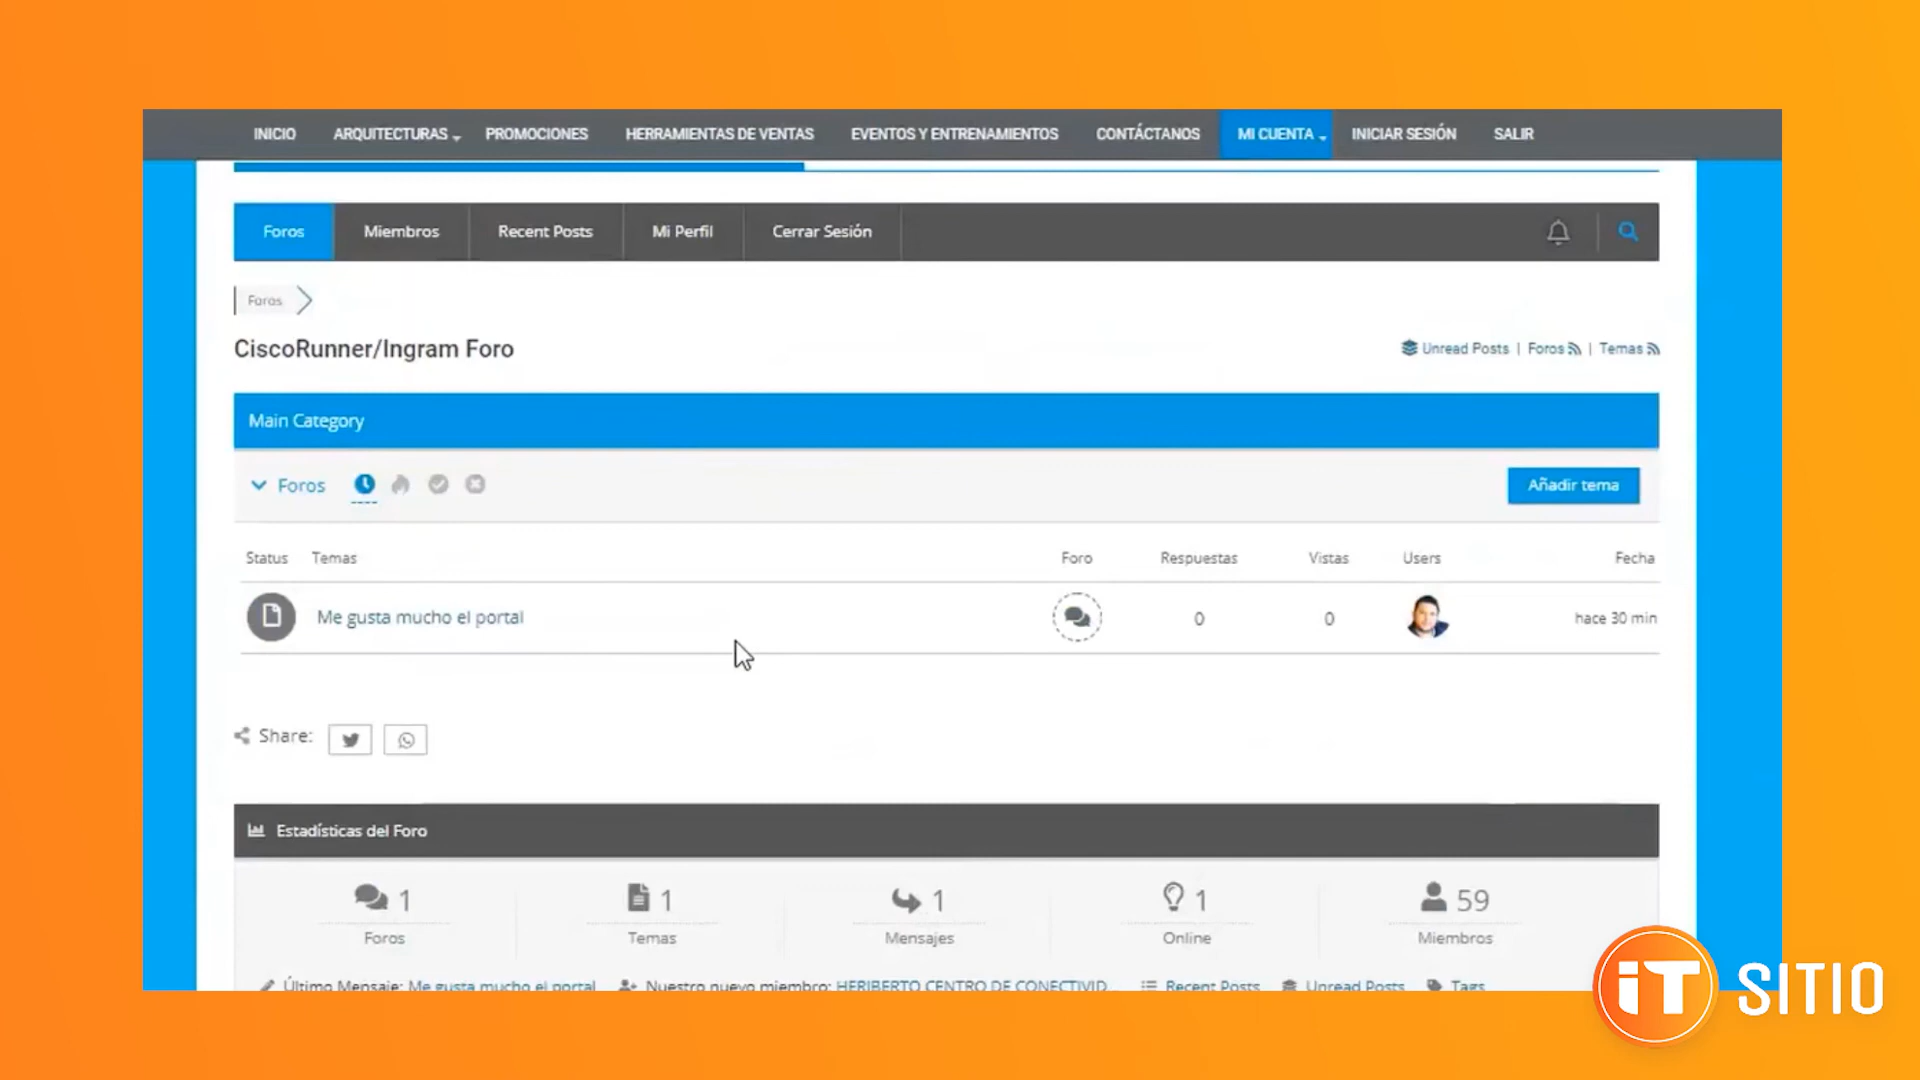 INICIO ARQUITECTURAS PROMOCIONES HERRAMIENTAS DE VENTAS EVENTOS Y ENTRENAMIENTOS CONTÁCTANOS MI CUENTA INICIAR SESIÓN SALIR
Foros Miembros Recent Posts Mi Perfil Cerrar Sesión
Foros
CiscoRunner/Ingram Foro
Unread Posts | Foros | Temas
Main Category
Foros Añadir tema
Status Temas Foro Respuestas Vistas Users Fecha
Me gusta mucho el portal 0 0 hace 30 min
Share:
Estadísticas del Foro
1 1 1 1 59
Foros Temas Mensajes Online Miembros
Último Mensaje: Me gusta mucho el portal Nuestro nuevo miembro: HERIBERTO CENTRO DE CONECTIVID... Recent Posts Unread Posts Tags
iT SITIO